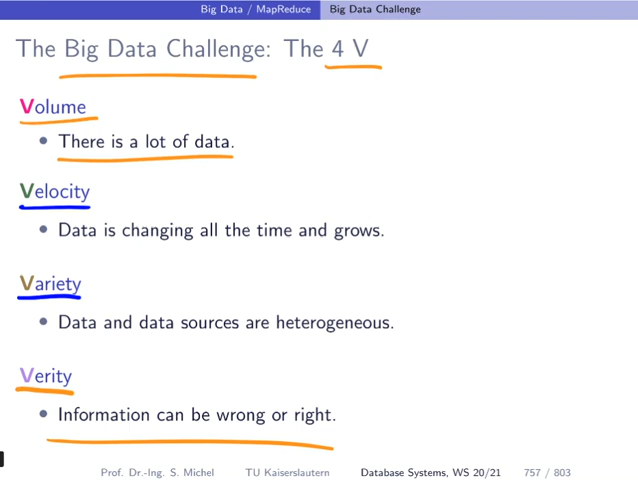 Big Data / MapReduce Big Data Challenge
The Big Data Challenge: The 4 V
Volume
• There is a lot of data.
Velocity
• Data is changing all the time and grows.
Variety
• Data and data sources are heterogeneous.
Verity
• Information can be wrong or right.
Prof. Dr.-Ing. S. Michel TU Kaiserslautern Database Systems, WS 20/21 757 / 803